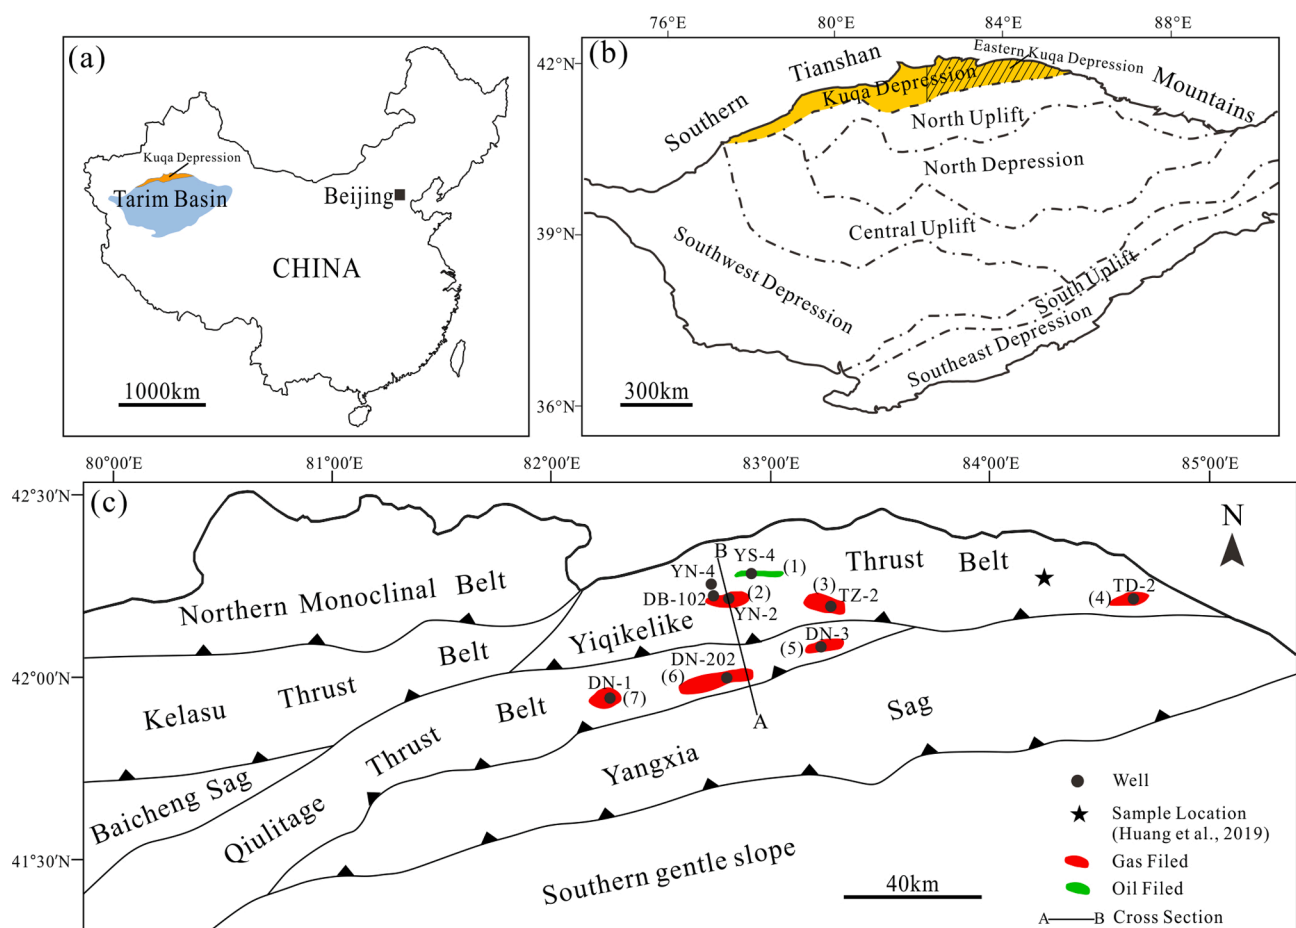 (a)
Kuqa Depression
Tarim Basin
Beijing
CHINA
1000km
76°E
80°E
84°E
88°E
42°N
39°N
36°N
(b)
Southern
Tianshan
Mountains
Eastern Kuqa Depression
Kuqa Depression
North Uplift
North Depression
Central Uplift
Southwest Depression
South Uplift
Southeast Depression
300km
80°00′E
81°00′E
82°00′E
83°00′E
84°00′E
85°00′E
42°30′N
42°00′N
41°30′N
(c)
N
Northern Monoclinal Belt
Kelasu Thrust Belt
Baicheng Sag
Qiulitage Thrust Belt
Yiqikelike Thrust Belt
Yangxia Sag
Southern gentle slope
B
YS-4
(1)
YN-4
DB-102
(2)
YN-2
(3)
TZ-2
(4)
TD-2
DN-3
(5)
DN-202
(6)
DN-1
(7)
A
Well
Sample Location
(Huang et al., 2019)
Gas Filed
Oil Filed
A B Cross Section
40km